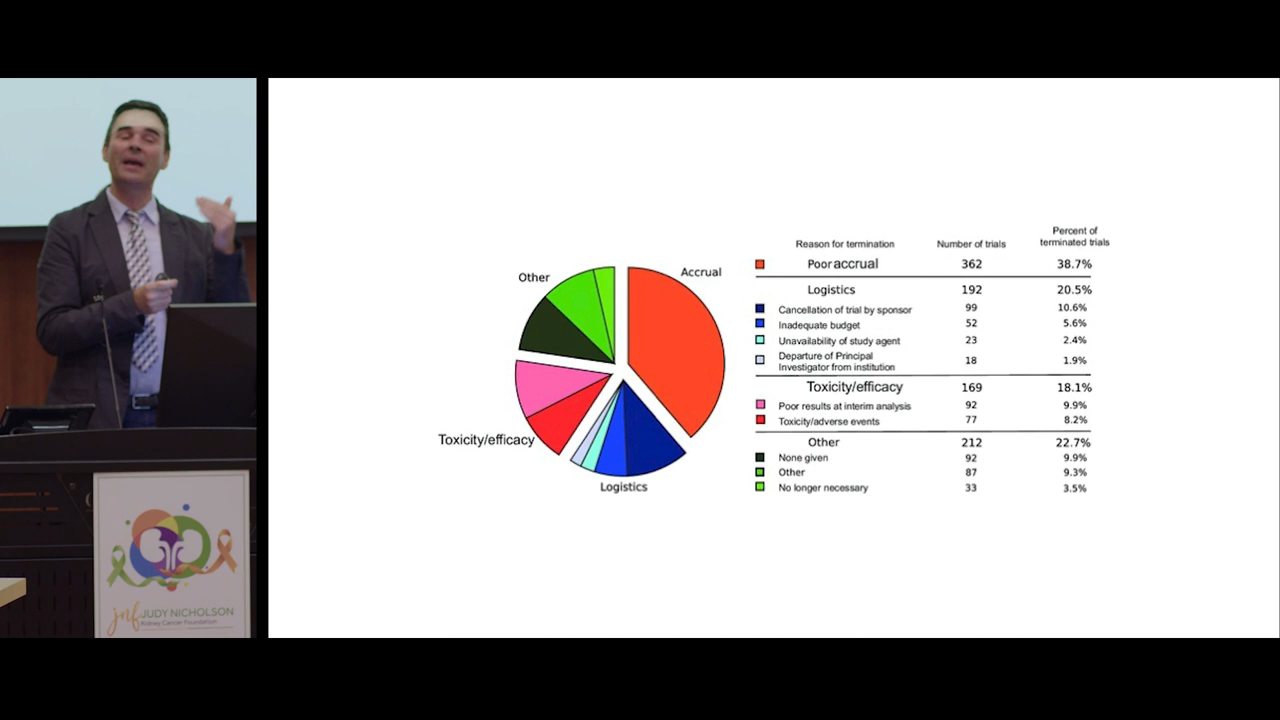 Other
Accrual
Toxicity/efficacy
Logistics
Reason for termination Number of trials Percent of
terminated trials
Poor accrual 362 38.7%
Logistics 192 20.5%
Cancellation of trial by sponsor 99 10.6%
Inadequate budget 52 5.6%
Unavailability of study agent 23 2.4%
Departure of Principal
Investigator from institution 18 1.9%
Toxicity/efficacy 169 18.1%
Poor results at interim analysis 92 9.9%
Toxicity/adverse events 77 8.2%
Other 212 22.7%
None given 92 9.9%
Other 87 9.3%
No longer necessary 33 3.5%
jnf JUDY NICHOLSON
Kidney Cancer Foundation